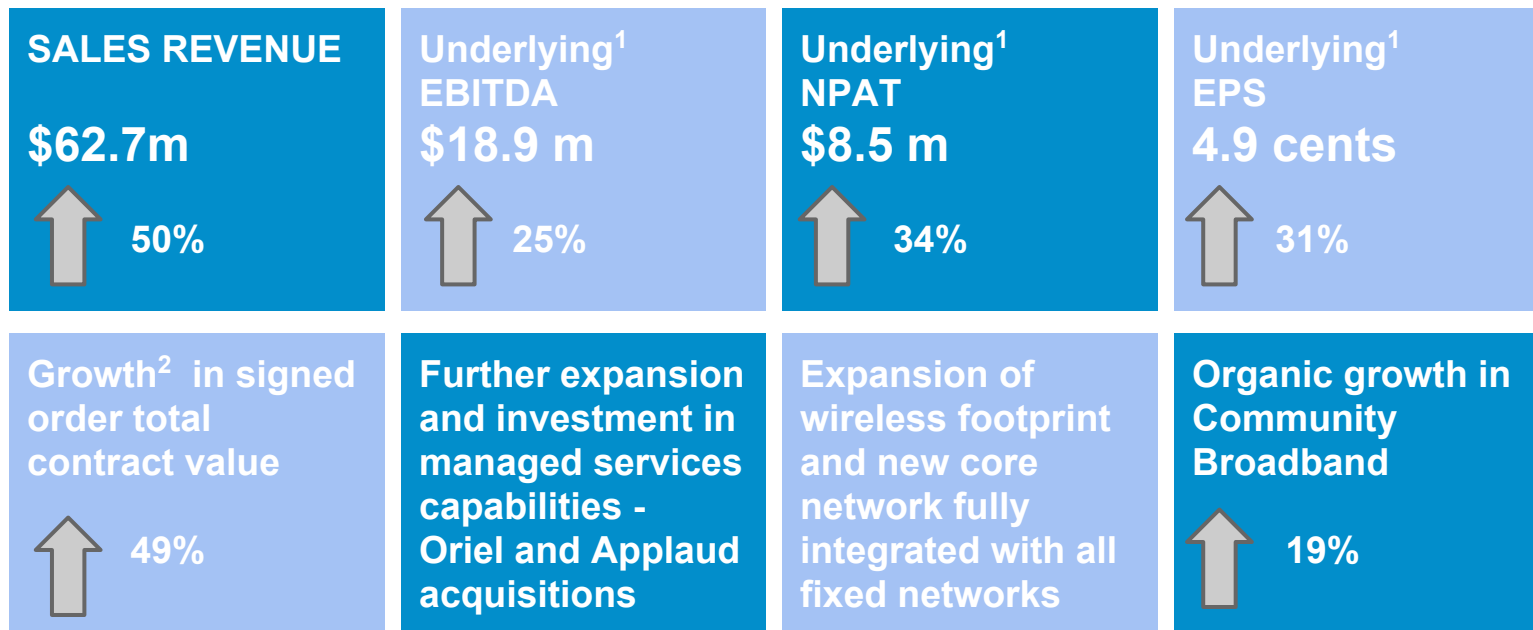 SALES REVENUE
$62.7m
50%
Underlying¹
EBITDA
$18.9 m
25%
Underlying¹
NPAT
$8.5 m
34%
Underlying¹
EPS
4.9 cents
31%
Growth² in signed
order total
contract value
49%
Further expansion
and investment in
managed services
capabilities -
Oriel and Applaud
acquisitions
Expansion of
wireless footprint
and new core
network fully
integrated with all
fixed networks
Organic growth in
Community
Broadband
19%